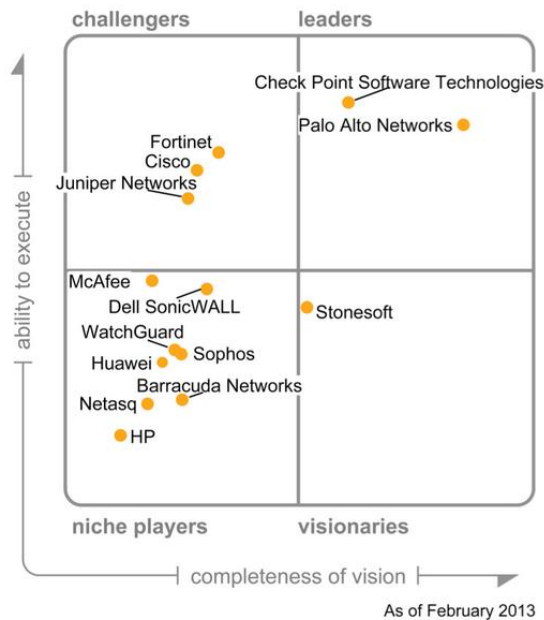 challengers
leaders
Check Point Software Technologies
Palo Alto Networks
Fortinet
Cisco
Juniper Networks
McAfee
Dell SonicWALL
Stonesoft
WatchGuard
Sophos
Huawei
Barracuda Networks
Netasq
HP
niche players
visionaries
ability to execute
completeness of vision
As of February 2013